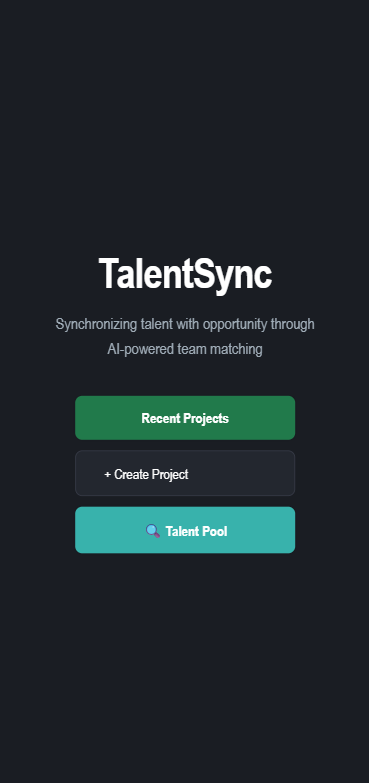 TalentSync
Synchronizing talent with opportunity through
AI-powered team matching
Recent Projects
+ Create Project
🔍 Talent Pool